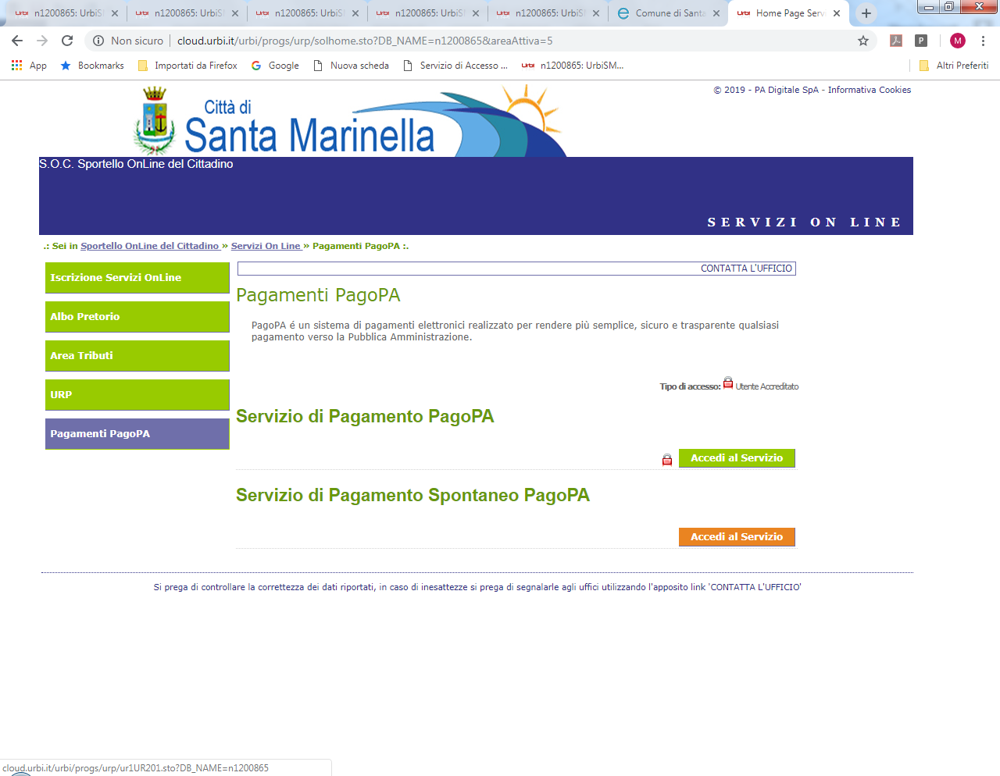 n1200865: UrbiSM
n1200865: UrbiSM
n1200865: UrbiSM
n1200865: UrbiSM
n1200865: UrbiSM
Comune di Santa
Home Page Serv
Non sicuro
cloud.urbi.it/urbi/progs/urp/solhome.sto?DB_NAME=n1200865&areaAttiva=5
P
M
App
Bookmarks
Importati da Firefox
Google
Nuova scheda
Servizio di Accesso ...
n1200865: UrbiSM...
Altri Preferiti
© 2019 - PA Digitale SpA - Informativa Cookies
Città di
Santa Marinella
S.O.C. Sportello OnLine del Cittadino
SERVIZI ON LINE
.: Sei in Sportello OnLine del Cittadino » Servizi On Line » Pagamenti PagoPA :.
Iscrizione Servizi OnLine
Albo Pretorio
Area Tributi
URP
Pagamenti PagoPA
CONTATTA L'UFFICIO
Pagamenti PagoPA
PagoPA é un sistema di pagamenti elettronici realizzato per rendere più semplice, sicuro e trasparente qualsiasi
pagamento verso la Pubblica Amministrazione.
Tipo di accesso: Utente Accreditato
Servizio di Pagamento PagoPA
Accedi al Servizio
Servizio di Pagamento Spontaneo PagoPA
Accedi al Servizio
Si prega di controllare la correttezza dei dati riportati, in caso di inesattezze si prega di segnalarle agli uffici utilizzando l'apposito link 'CONTATTA L'UFFICIO'
cloud.urbi.it/urbi/progs/urp/ur1UR201.sto?DB_NAME=n1200865